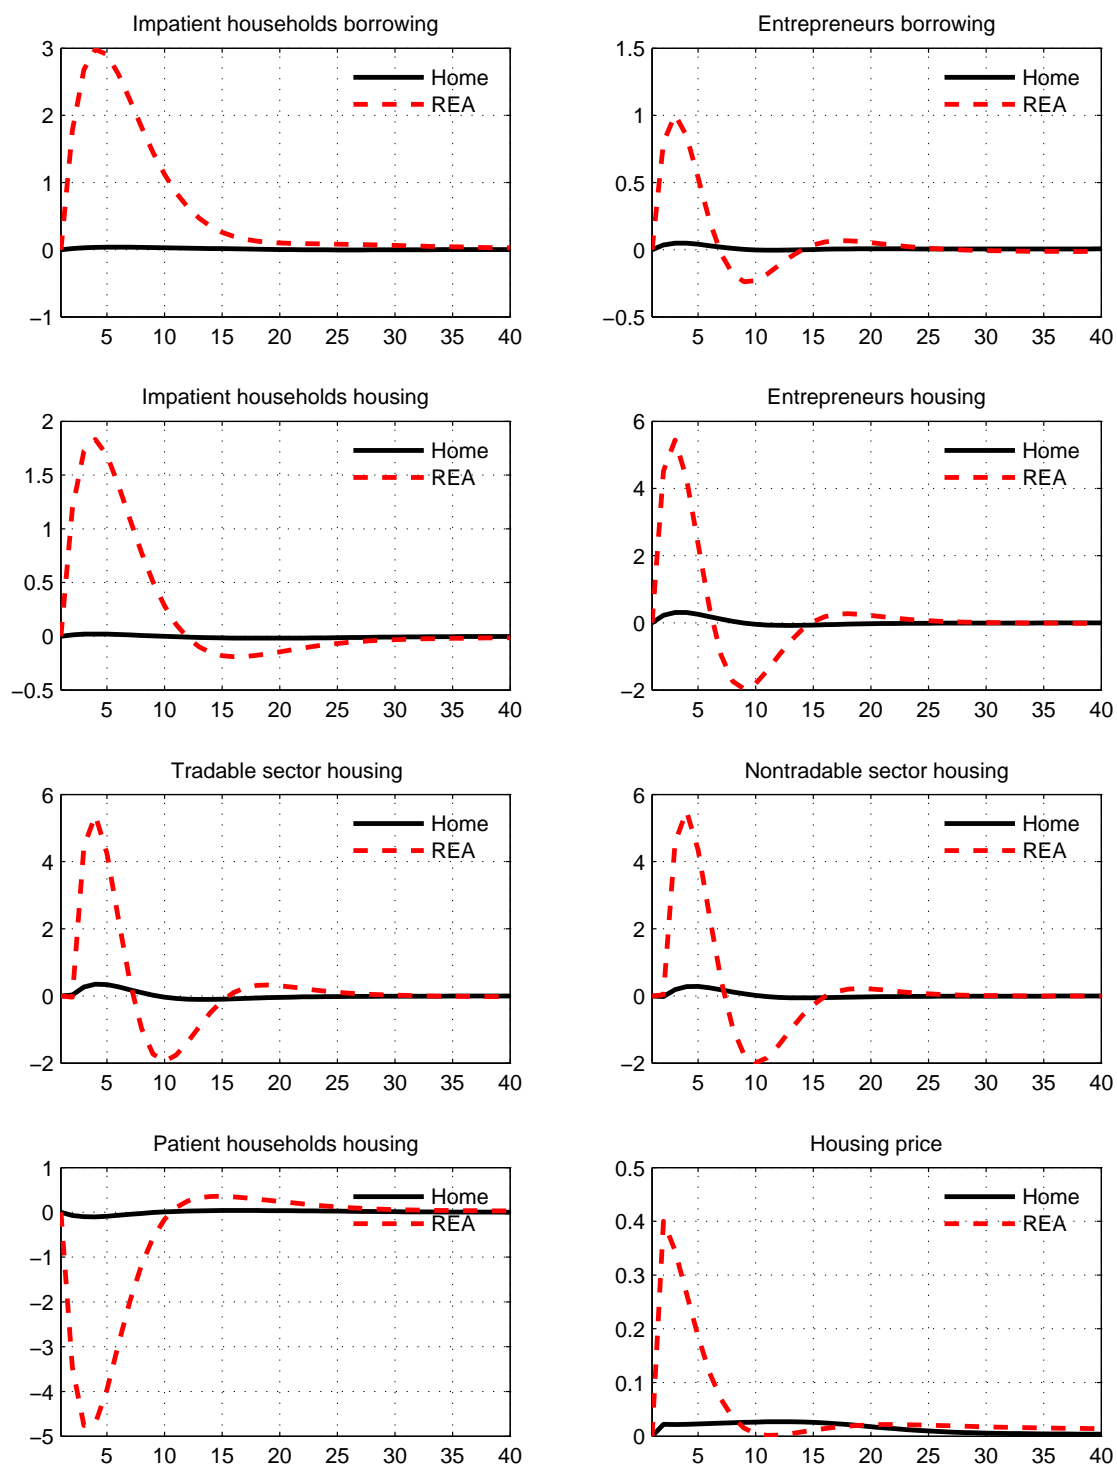 Impatient households borrowing
3
2
1
0
−1
5 10 15 20 25 30 35 40
Home
REA
Entrepreneurs borrowing
1.5
1
0.5
0
−0.5
5 10 15 20 25 30 35 40
Home
REA
Impatient households housing
2
1.5
1
0.5
0
−0.5
5 10 15 20 25 30 35 40
Home
REA
Entrepreneurs housing
6
4
2
0
−2
5 10 15 20 25 30 35 40
Home
REA
Tradable sector housing
6
4
2
0
−2
5 10 15 20 25 30 35 40
Home
REA
Nontradable sector housing
6
4
2
0
−2
5 10 15 20 25 30 35 40
Home
REA
Patient households housing
1
0
−1
−2
−3
−4
−5
5 10 15 20 25 30 35 40
Home
REA
Housing price
0.5
0.4
0.3
0.2
0.1
0
5 10 15 20 25 30 35 40
Home
REA